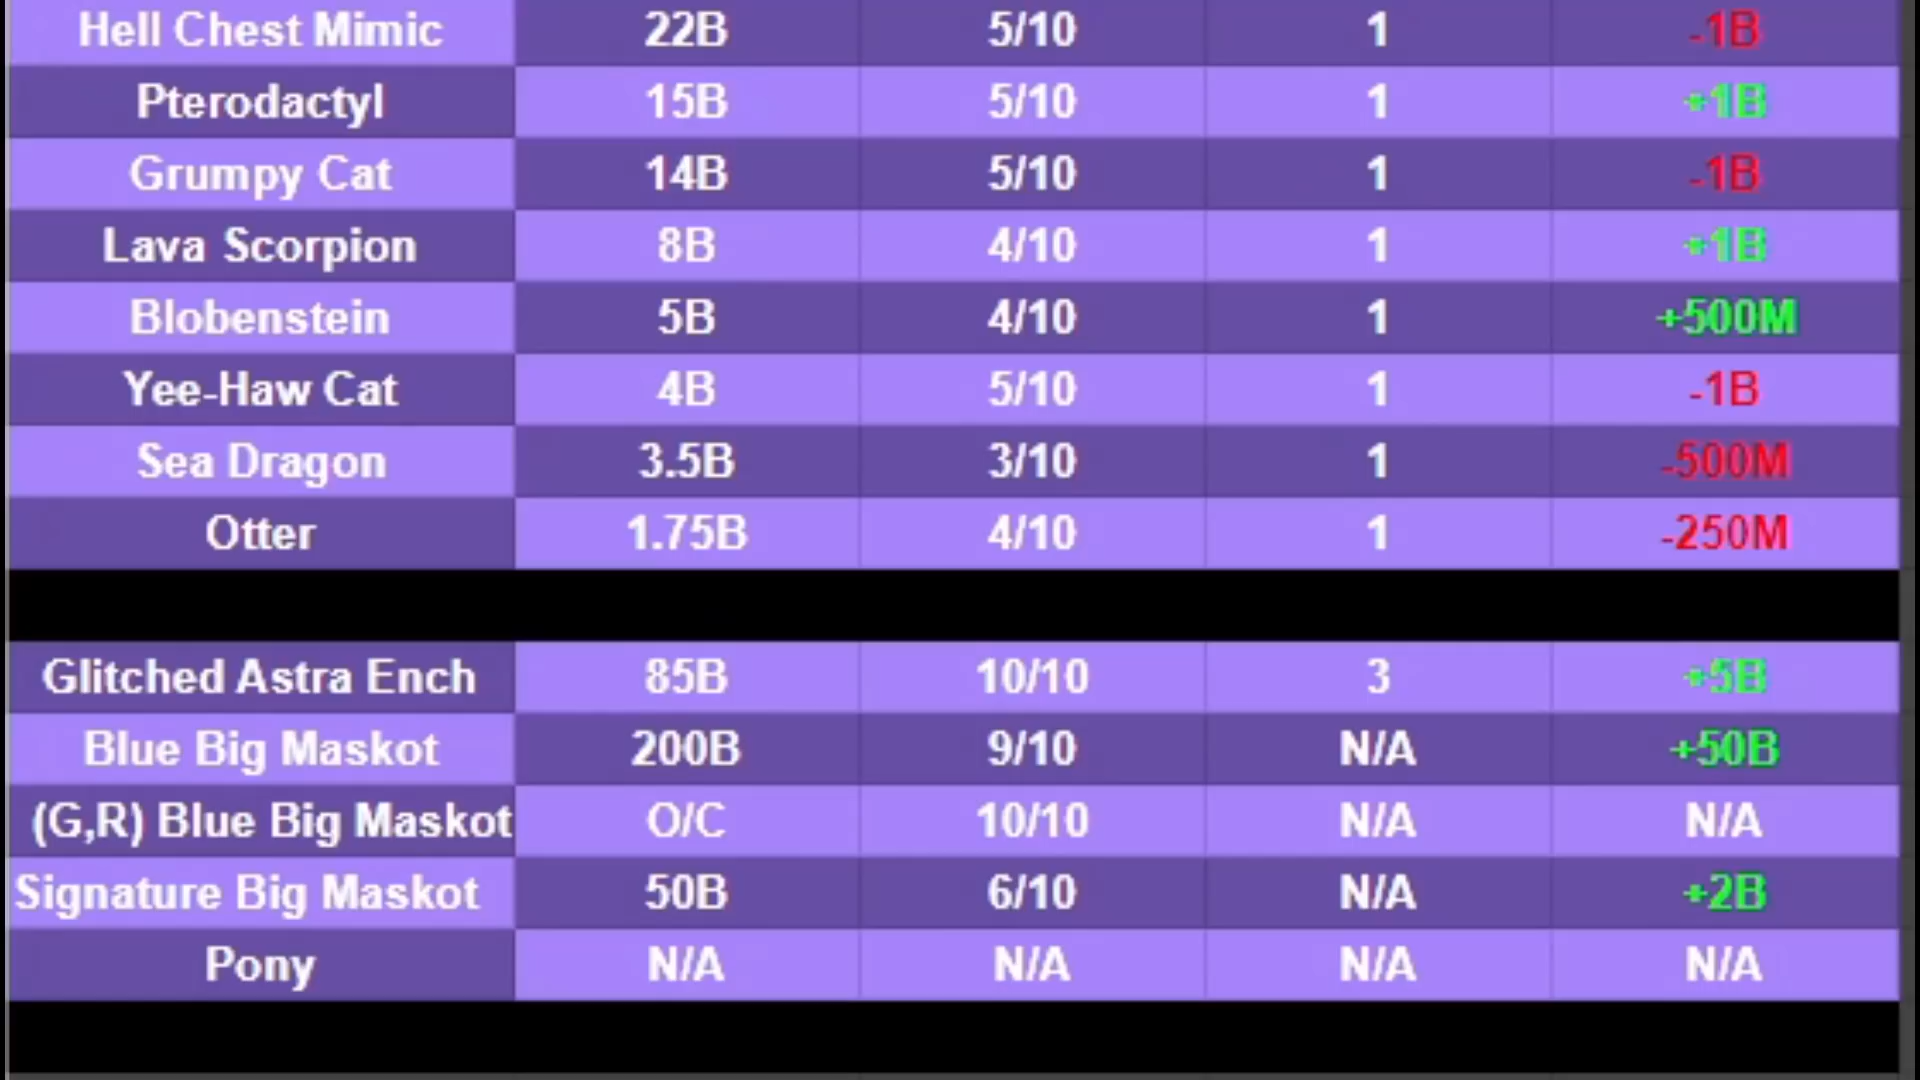 Hell Chest Mimic 22B 5/10 1 -1B
Pterodactyl 15B 5/10 1 +1B
Grumpy Cat 14B 5/10 1 -1B
Lava Scorpion 8B 4/10 1 +1B
Blobenstein 5B 4/10 1 +500M
Yee-Haw Cat 4B 5/10 1 -1B
Sea Dragon 3.5B 3/10 1 -500M
Otter 1.75B 4/10 1 -250M
Glitched Astra Ench 85B 10/10 3 +5B
Blue Big Maskot 200B 9/10 N/A +50B
(G,R) Blue Big Maskot O/C 10/10 N/A N/A
Signature Big Maskot 50B 6/10 N/A +2B
Pony N/A N/A N/A N/A